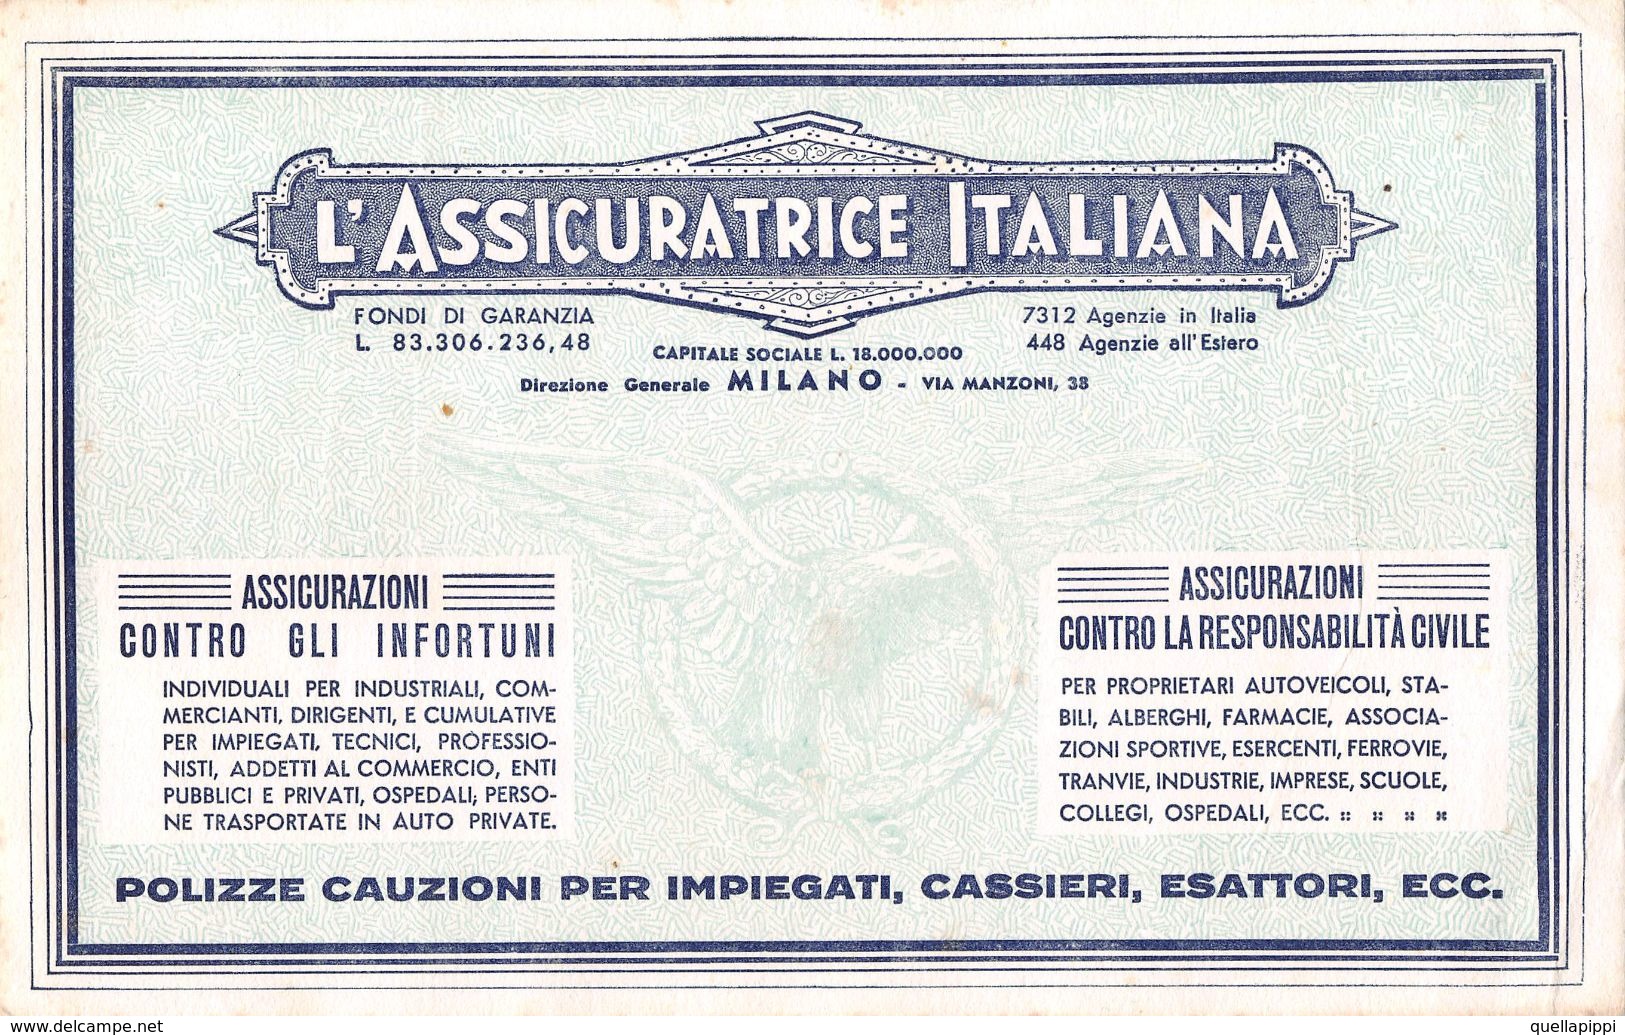 L'ASSICURATRICE ITALIANA
FONDI DI GARANZIA
L. 83.306.236,48
7312 Agenzie in Italia
448 Agenzie all'Estero
CAPITALE SOCIALE L. 18.000.000
Direzione Generale MILANO - VIA MANZONI, 38
ASSICURAZIONI
CONTRO GLI INFORTUNI
INDIVIDUALI PER INDUSTRIALI, COM-
MERCIANTI, DIRIGENTI, E CUMULATIVE
PER IMPIEGATI, TECNICI, PROFESSIO-
NISTI, ADDETTI AL COMMERCIO, ENTI
PUBBLICI E PRIVATI, OSPEDALI; PERSO-
NE TRASPORTATE IN AUTO PRIVATE.
ASSICURAZIONI
CONTRO LA RESPONSABILITÀ CIVILE
PER PROPRIETARI AUTOVEICOLI, STA-
BILI, ALBERGHI, FARMACIE, ASSOCIA-
ZIONI SPORTIVE, ESERCENTI, FERROVIE,
TRANVIE, INDUSTRIE, IMPRESE, SCUOLE,
COLLEGI, OSPEDALI, ECC. :: :: :: ::
POLIZZE CAUZIONI PER IMPIEGATI, CASSIERI, ESATTORI, ECC.
www.delcampe.net
quellapippi